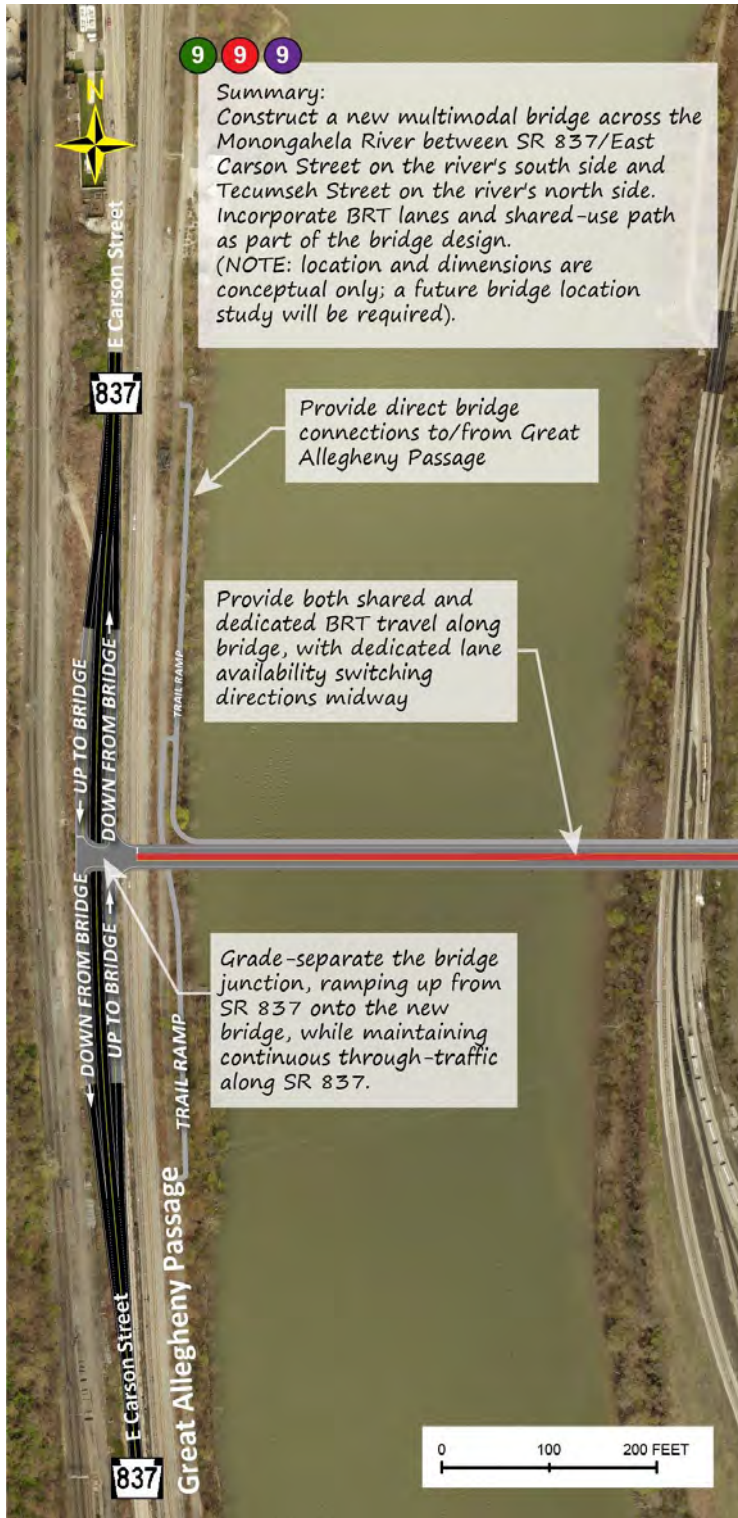 9 9 9
Summary:
Construct a new multimodal bridge across the
Monongahela River between SR 837/East
Carson Street on the river's south side and
Tecumseh Street on the river's north side.
Incorporate BRT lanes and shared-use path
as part of the bridge design.
(NOTE: location and dimensions are
conceptual only; a future bridge location
study will be required).
N
E Carson Street
837
Provide direct bridge
connections to/from Great
Allegheny Passage
Provide both shared and
dedicated BRT travel along
bridge, with dedicated lane
availability switching
directions midway
TRAIL RAMP
UP TO BRIDGE
DOWN FROM BRIDGE
DOWN FROM BRIDGE
UP TO BRIDGE
Grade-separate the bridge
junction, ramping up from
SR 837 onto the new
bridge, while maintaining
continuous through-traffic
along SR 837.
TRAIL RAMP
Great Allegheny Passage
E Carson Street
837
0 100 200 FEET